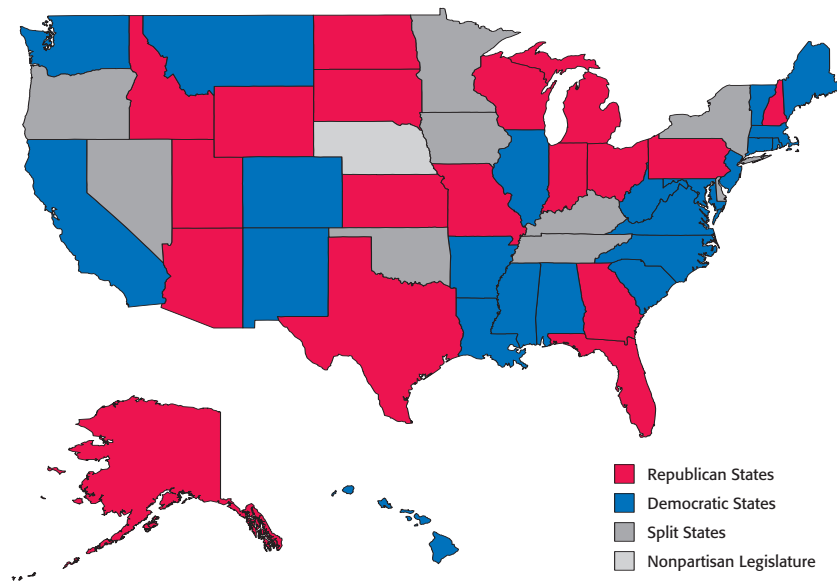 Republican States
Democratic States
Split States
Nonpartisan Legislature